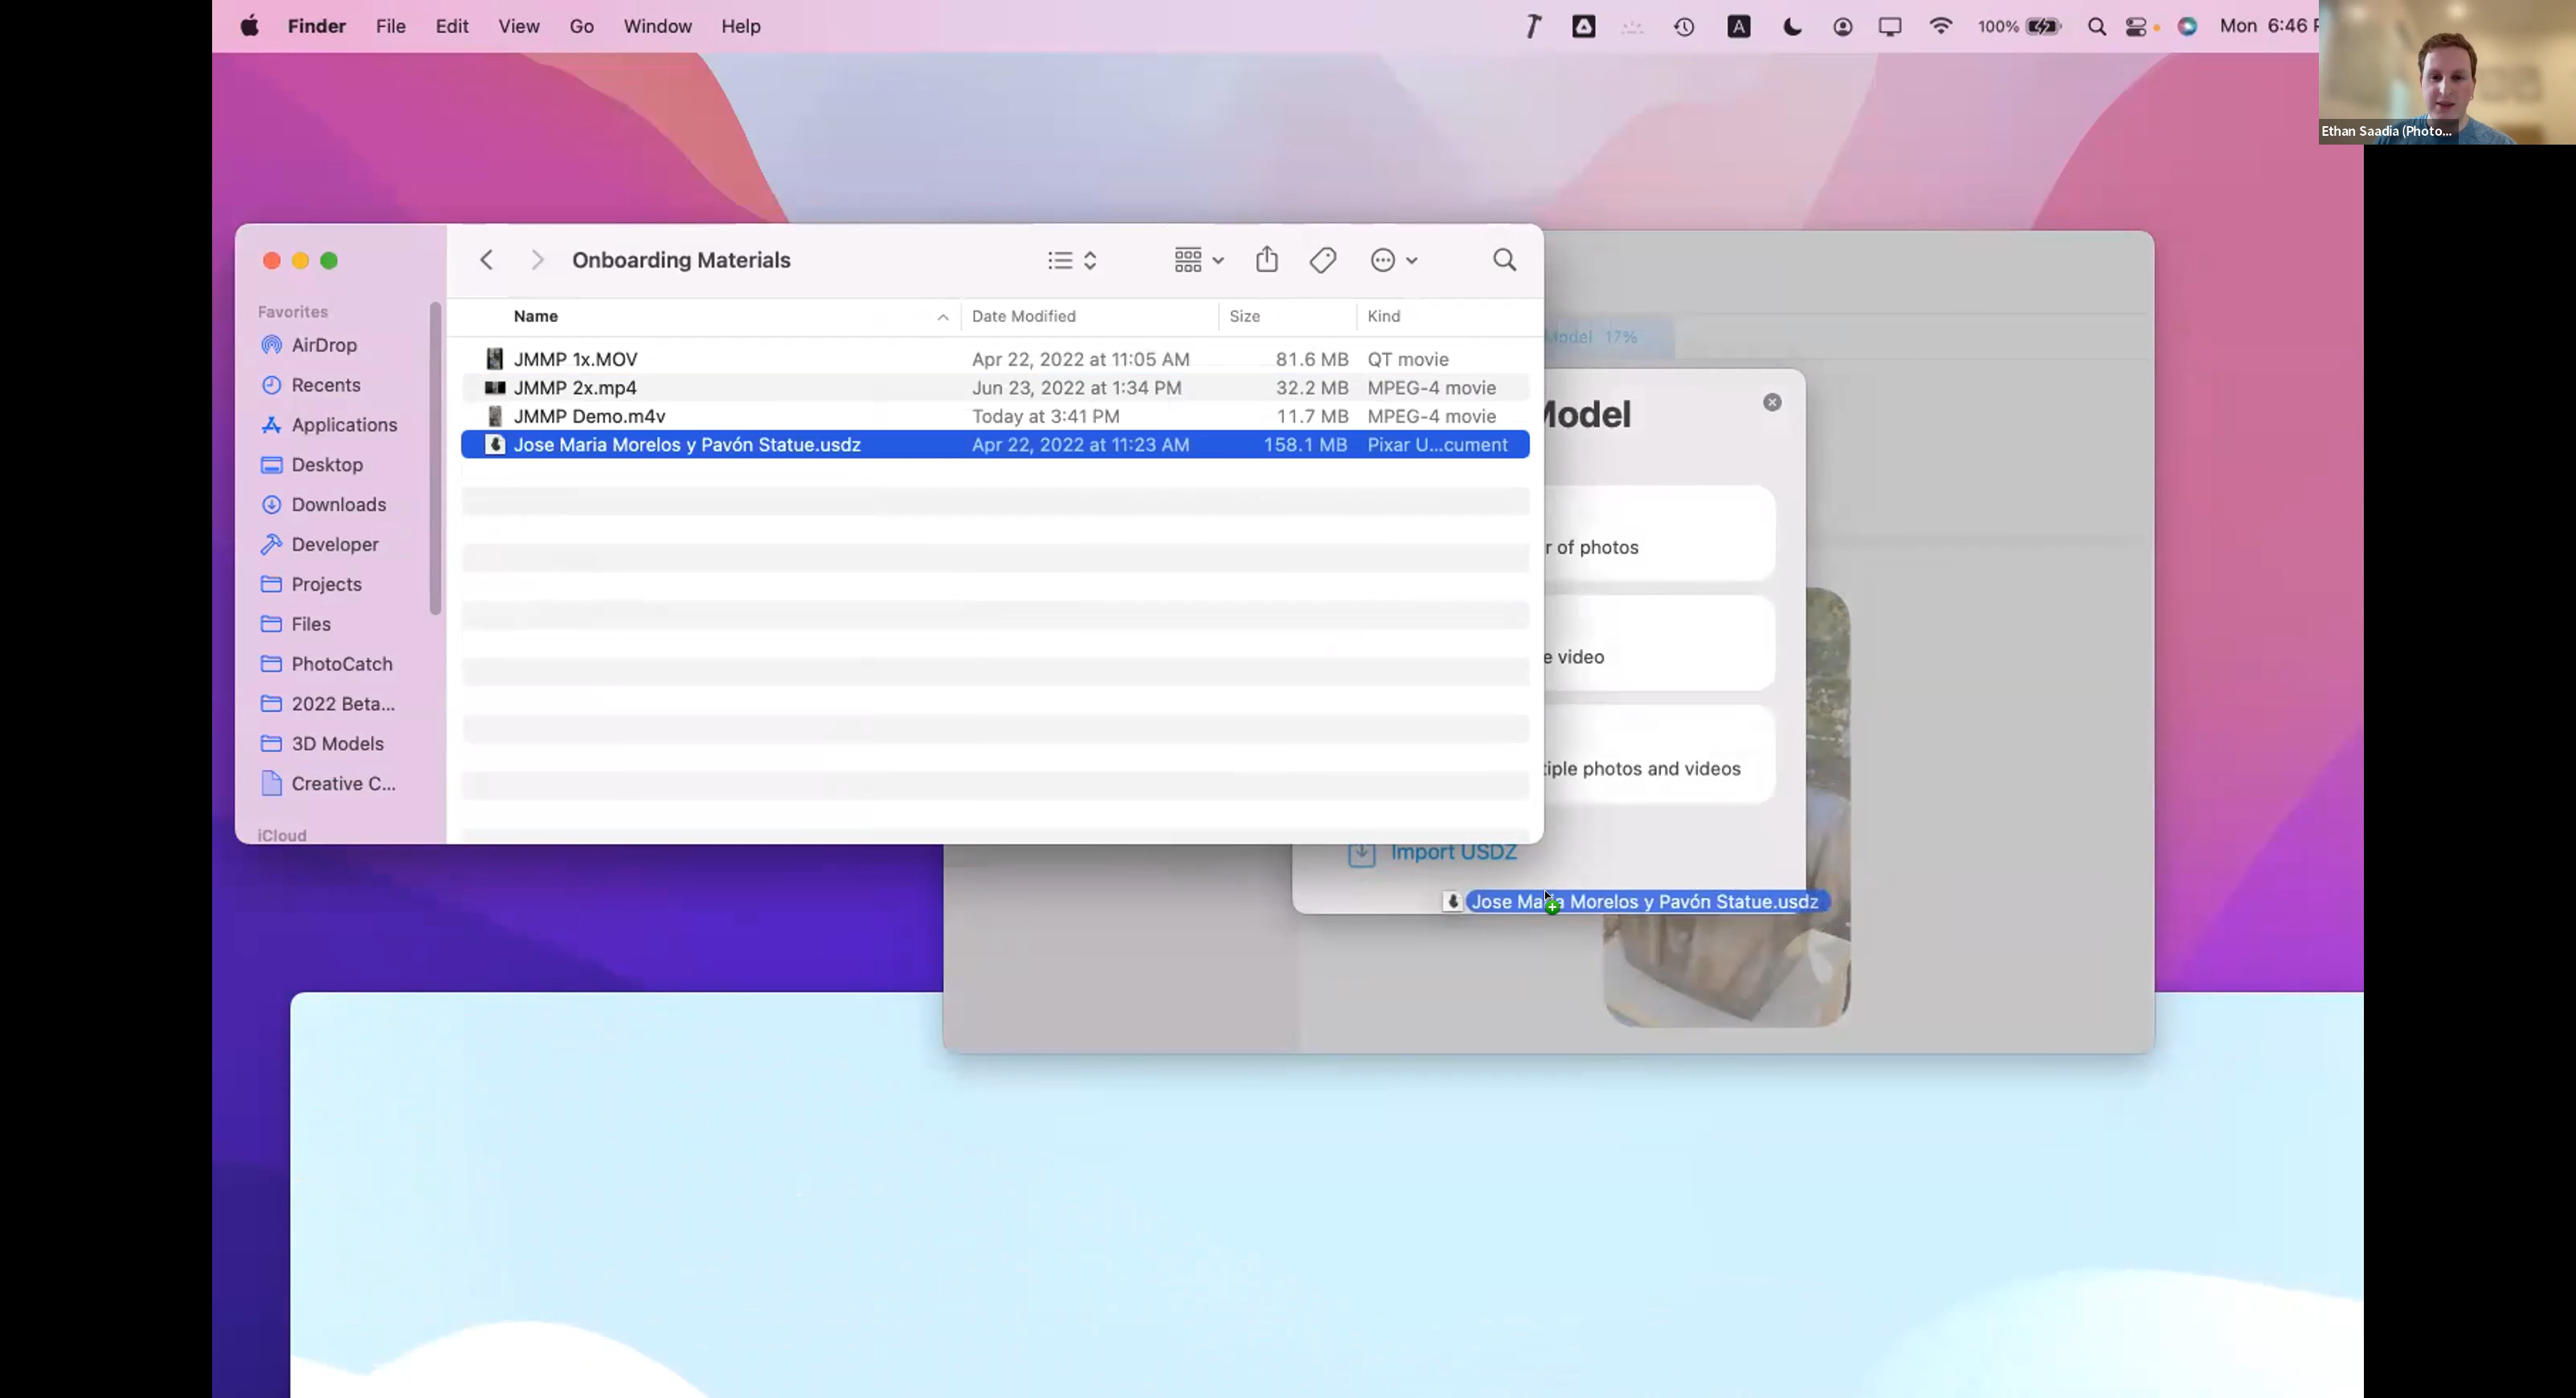 Finder File Edit View Go Window Help
A
100%
Mon 6:46 P
Ethan Saadia (Photo...
Onboarding Materials
Favorites
AirDrop
Recents
Applications
Desktop
Downloads
Developer
Projects
Files
PhotoCatch
2022 Beta...
3D Models
Creative C...
iCloud
Name Date Modified Size Kind
JMMP 1x.MOV Apr 22, 2022 at 11:05 AM 81.6 MB QT movie
JMMP 2x.mp4 Jun 23, 2022 at 1:34 PM 32.2 MB MPEG-4 movie
JMMP Demo.m4v Today at 3:41 PM 11.7 MB MPEG-4 movie
Jose Maria Morelos y Pavón Statue.usdz Apr 22, 2022 at 11:23 AM 158.1 MB Pixar U...cument
Model 17%
Model
r of photos
e video
tiple photos and videos
Import USDZ
Jose Maria Morelos y Pavón Statue.usdz